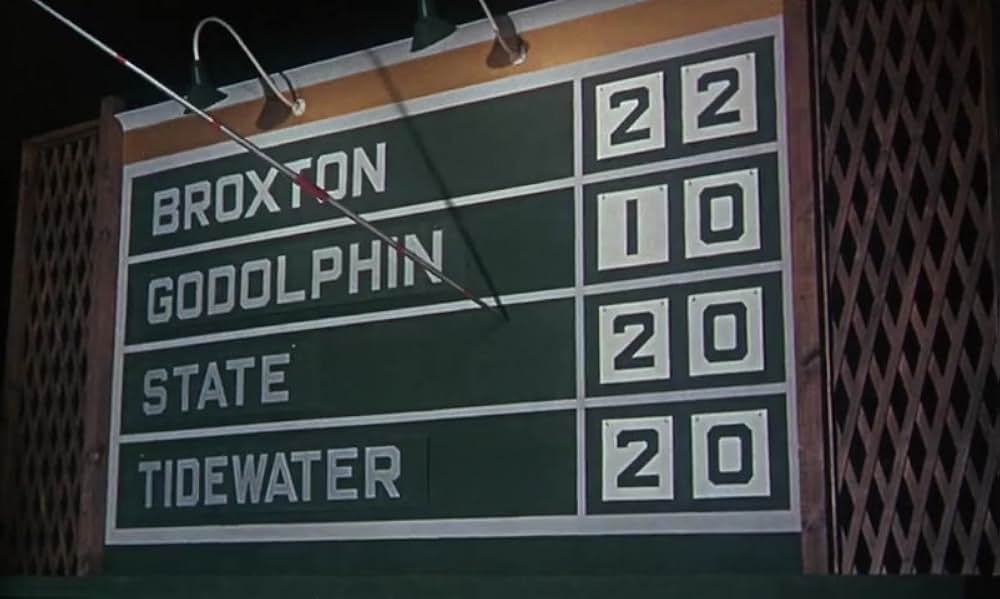 BROXTON 22
GODOLPHIN 10
STATE 20
TIDEWATER 20